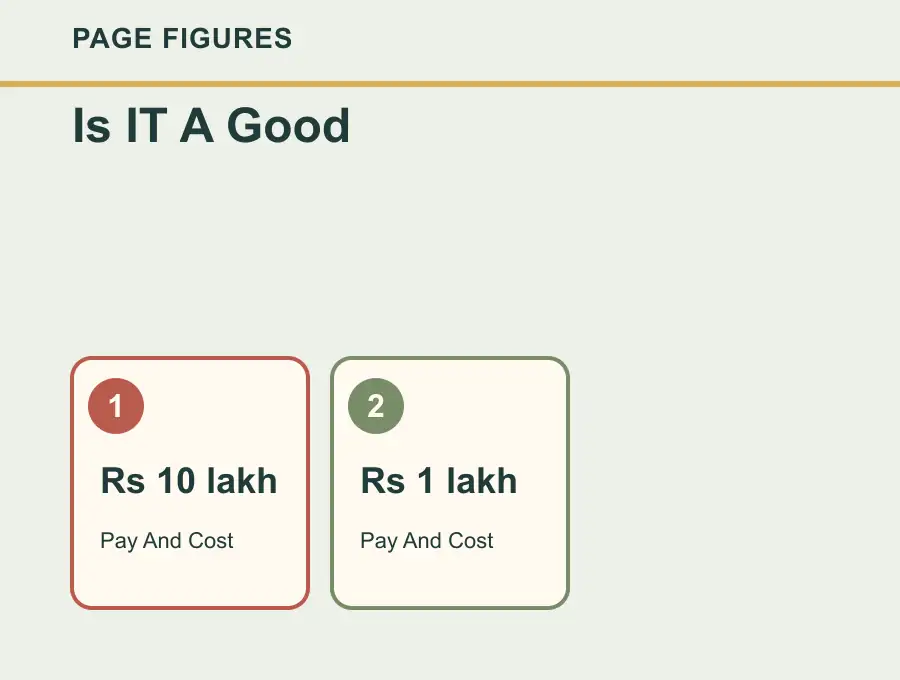 PAGE FIGURES
Is IT A Good
1
Rs 10 lakh
Pay And Cost
2
Rs 1 lakh
Pay And Cost